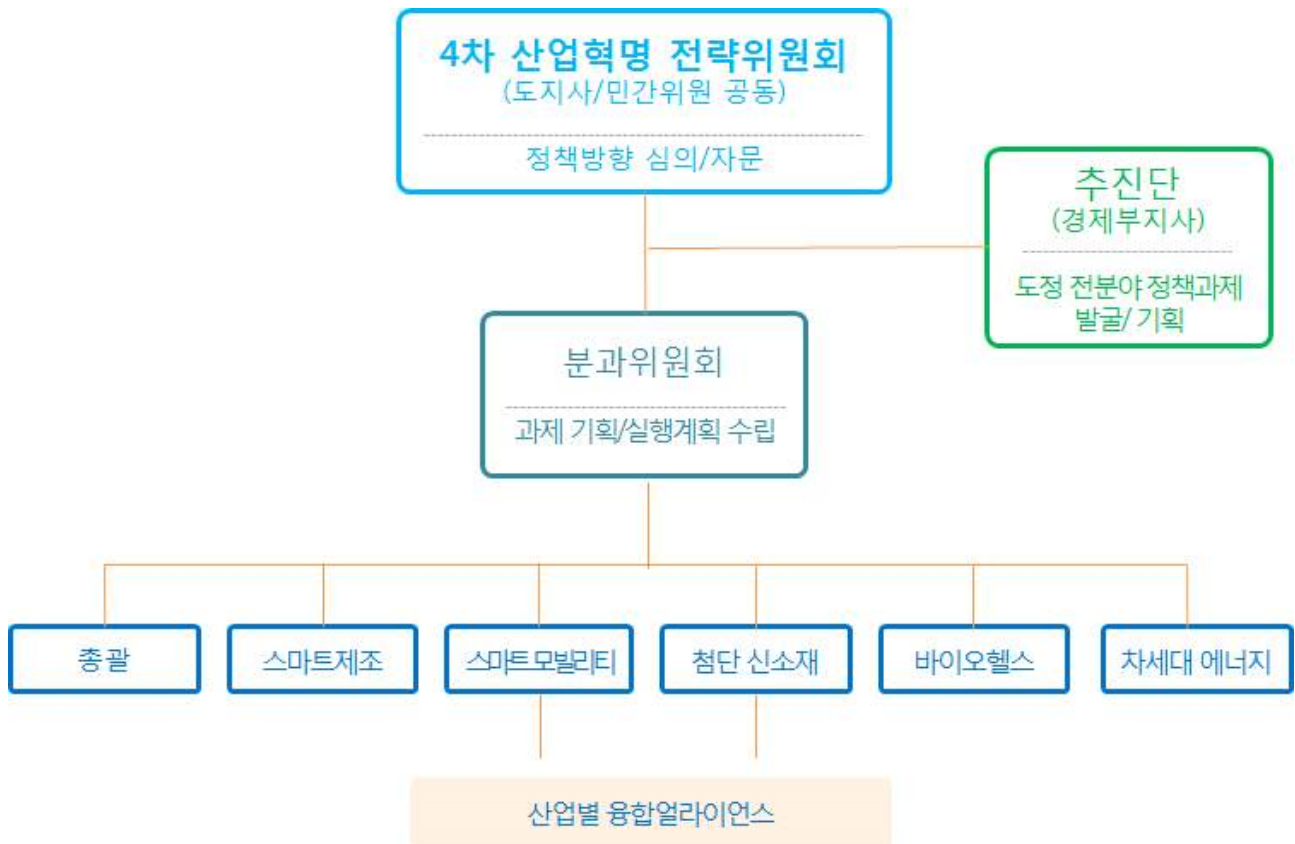 4차 산업혁명 전략위원회
(도지사/민간위원 공동)
정책방향 심의/자문
추진단
(경제부지사)
도정 전분야 정책과제
발굴/ 기획
분과위원회
과제 기획/실행계획 수립
총괄
스마트제조
스마트 모빌리티
첨단 신소재
바이오헬스
차세대 에너지
산업별 융합얼라이언스